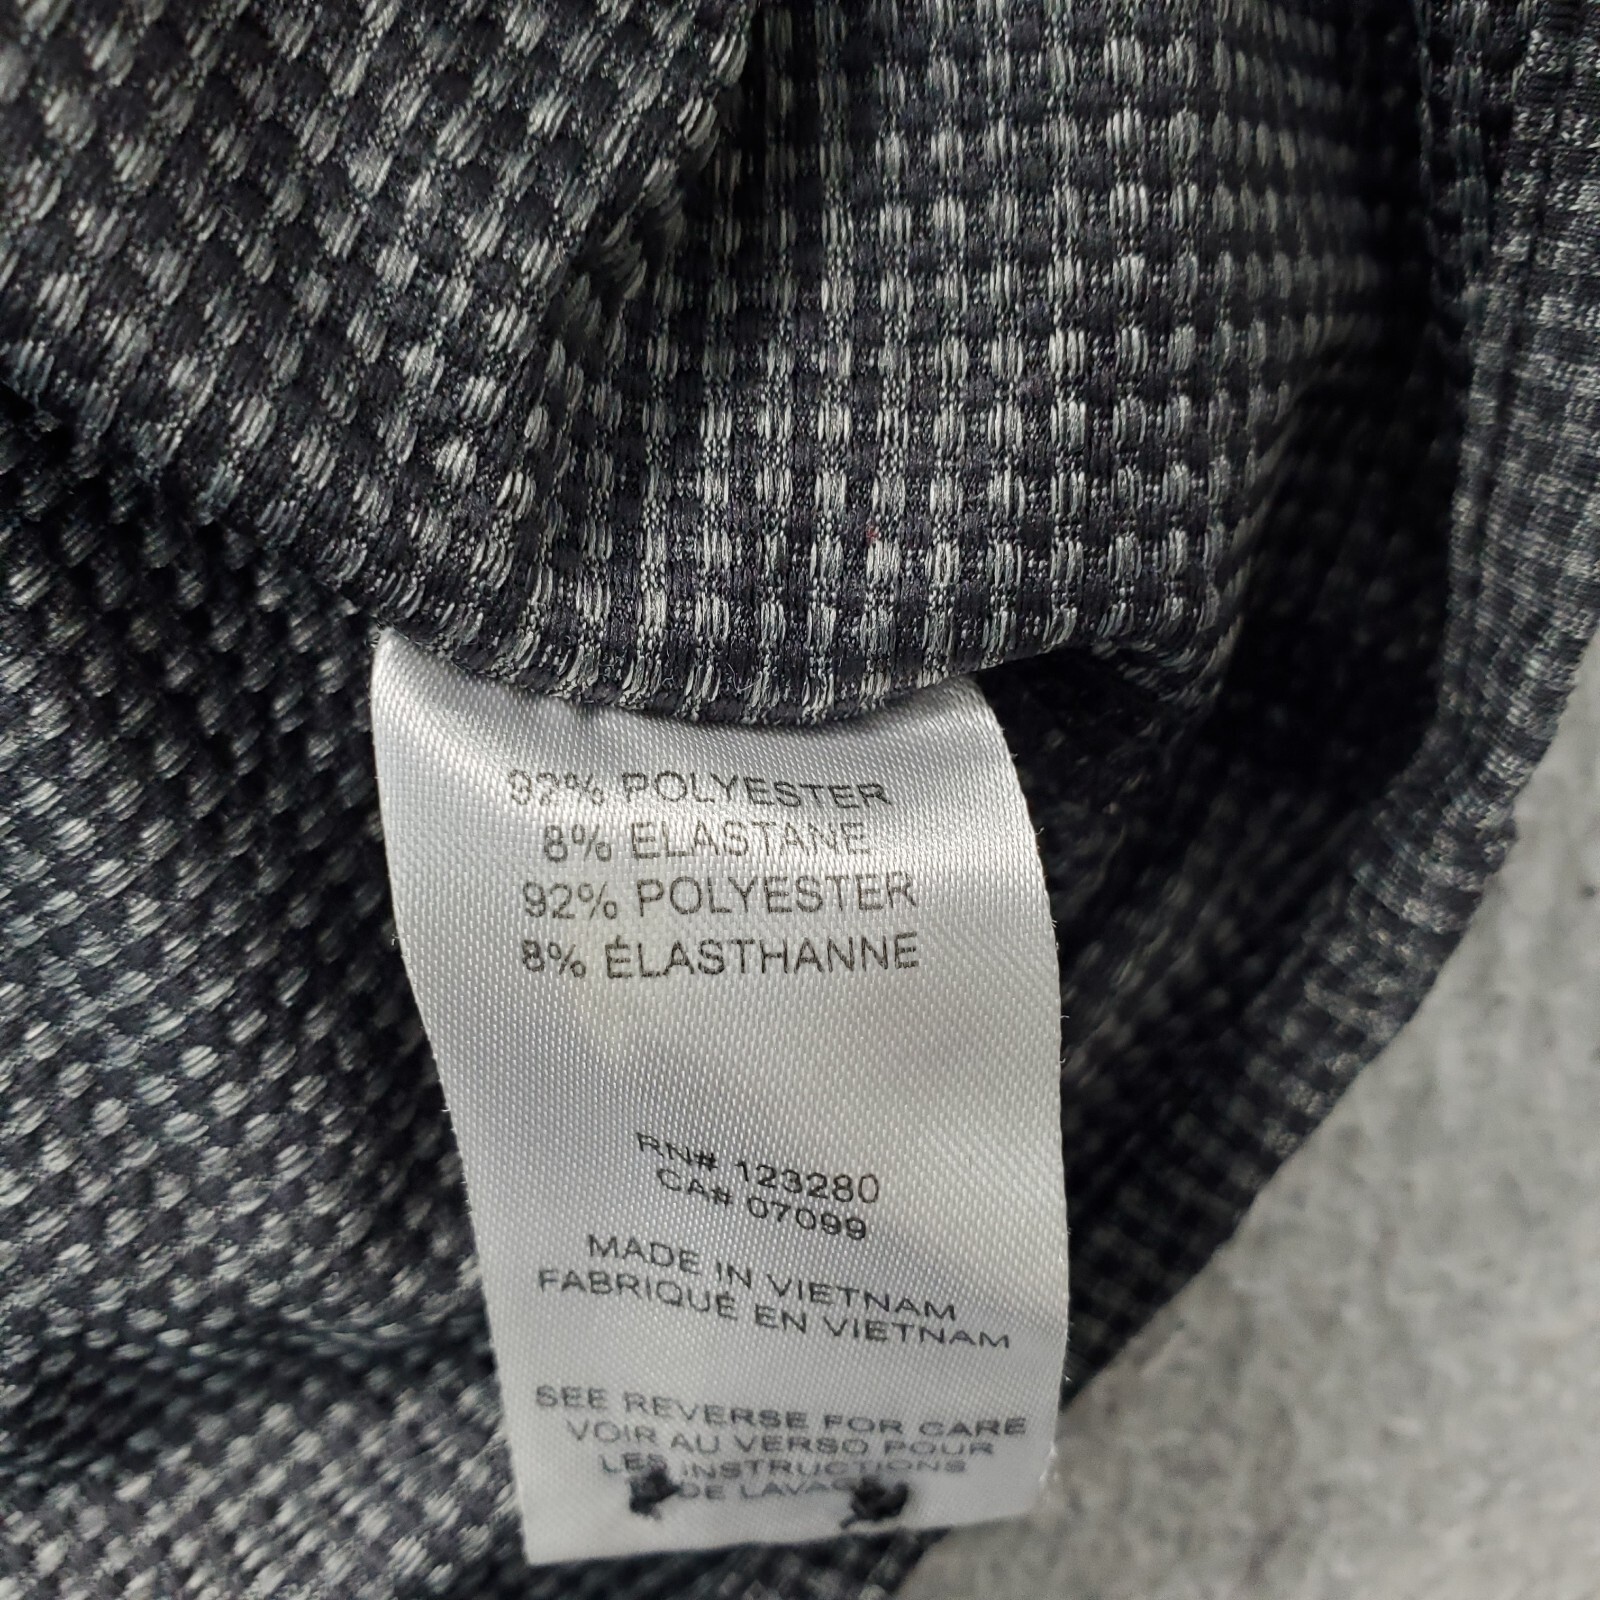 92% POLYESTER
8% ELASTANE
92% POLYESTER
8% ÉLASTHANNE
RN# 123280
CA# 07099
MADE IN VIETNAM
FABRIQUÉ EN VIETNAM
SEE REVERSE FOR CARE
VOIR AU VERSO POUR
LES INSTRUCTIONS
DE